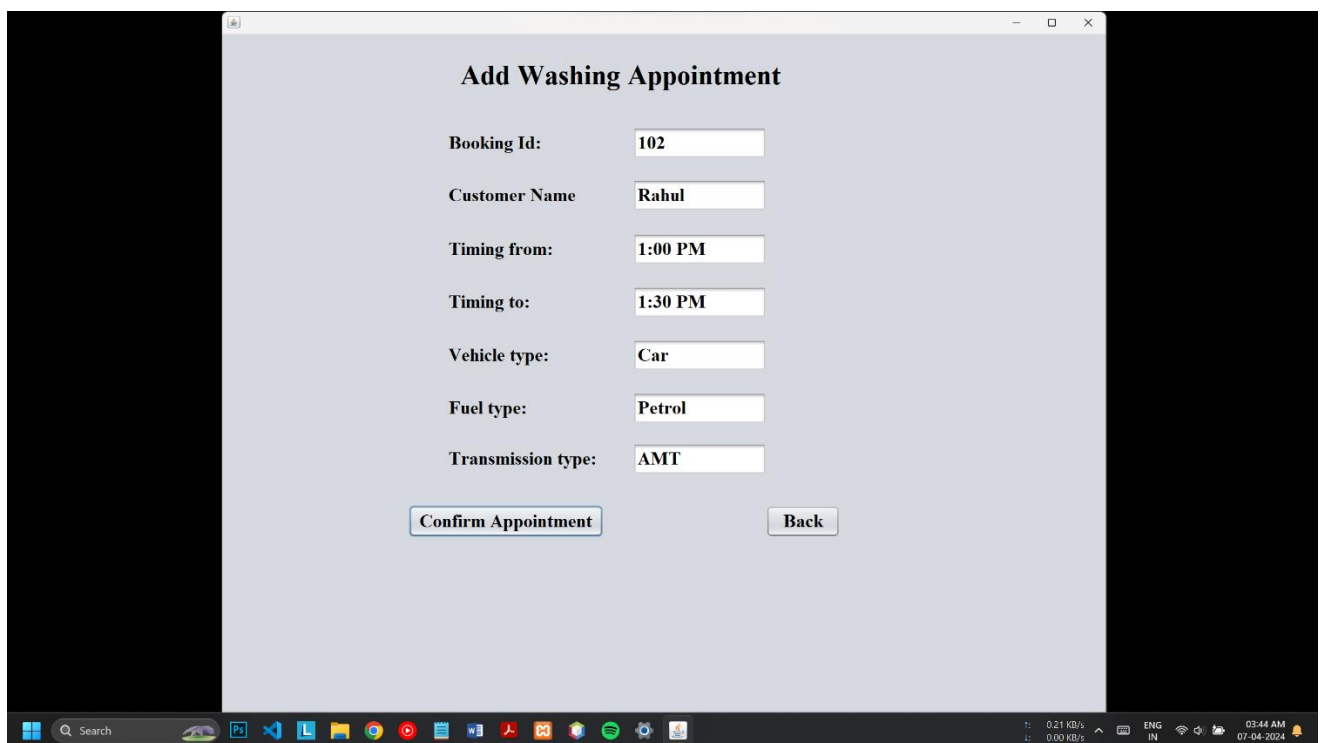 Add Washing Appointment
Booking Id: 102
Customer Name Rahul
Timing from: 1:00 PM
Timing to: 1:30 PM
Vehicle type: Car
Fuel type: Petrol
Transmission type: AMT
Confirm Appointment Back
Search Ps L W ↑: 0.21 KB/s ENG 03:44 AM
↓: 0.00 KB/s IN 07-04-2024